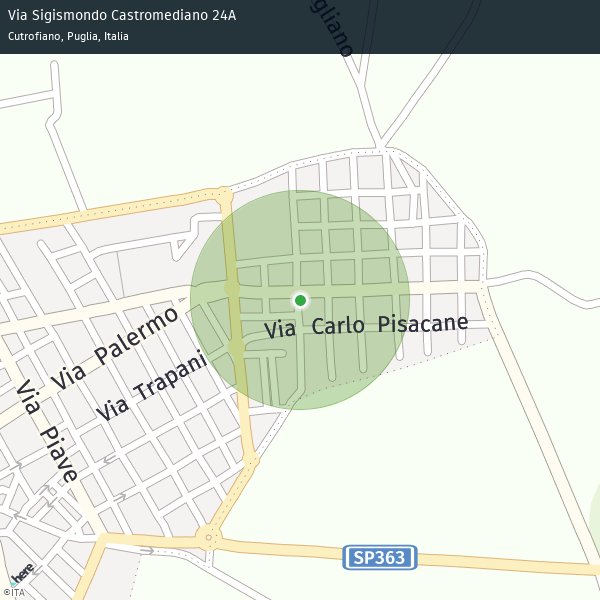 Via Sigismondo Castromediano 24A
Cutrofiano, Puglia, Italia
Via Carlo Pisacane
Via Palermo
Via Trapani
Via Piave
SP363
here
©ITA